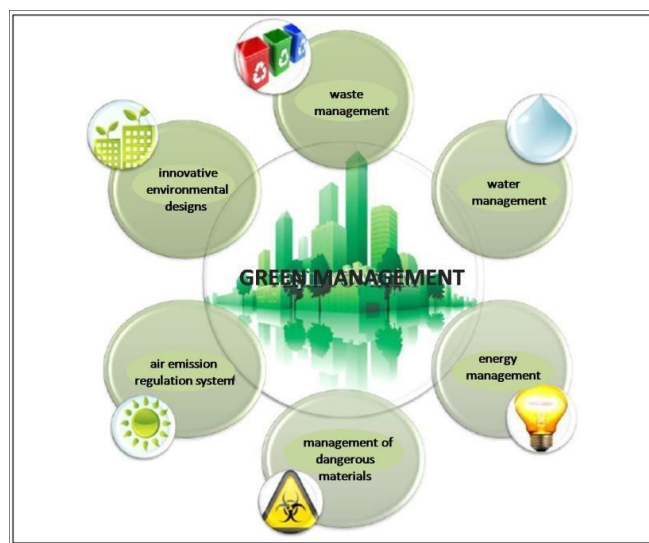 waste
management
water
management
innovative
environmental
designs
GREEN MANAGEMENT
energy
management
air emission
regulation system
management of
dangerous
materials